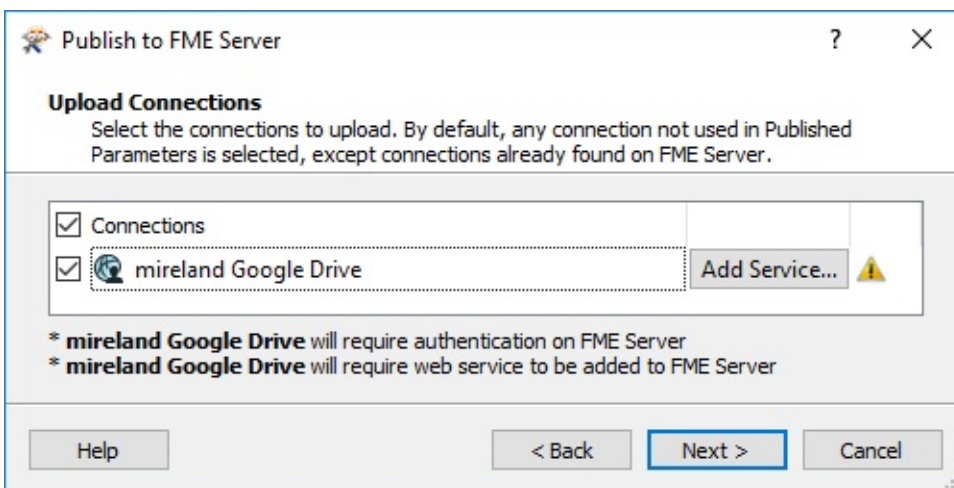 Publish to FME Server
?
Upload Connections
Select the connections to upload. By default, any connection not used in Published
Parameters is selected, except connections already found on FME Server.
Connections
mireland Google Drive Add Service...
* mireland Google Drive will require authentication on FME Server
* mireland Google Drive will require web service to be added to FME Server
Help < Back Next > Cancel